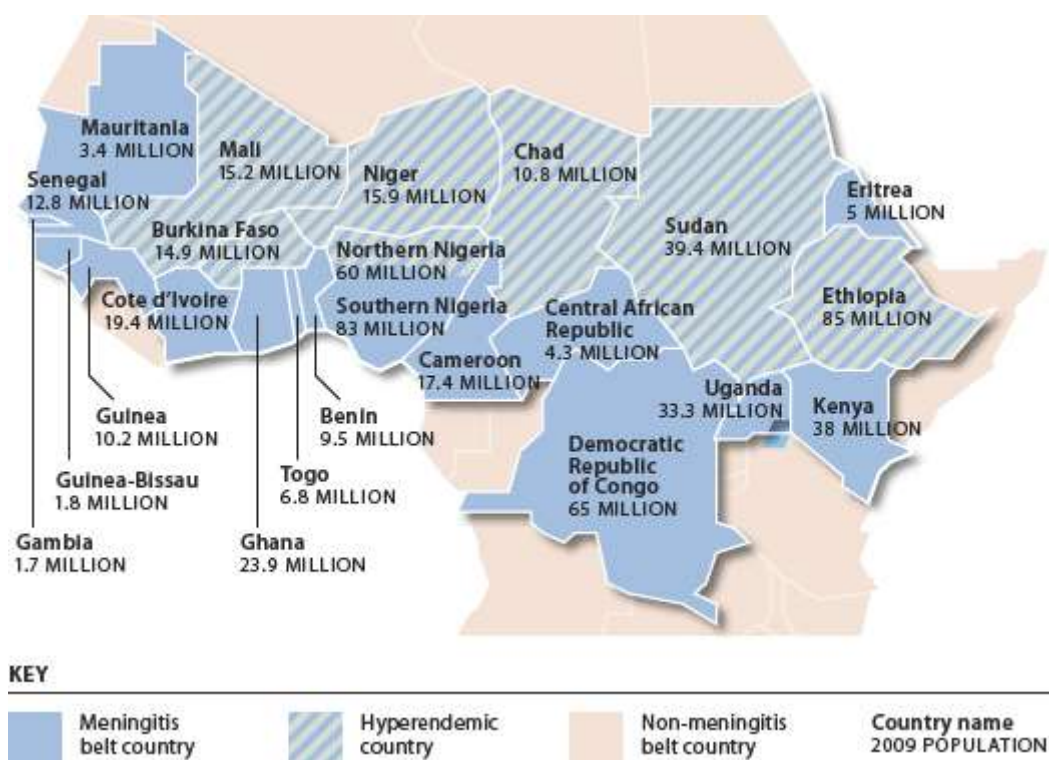 Mauritania
3.4 MILLION
Mali
15.2 MILLION
Niger
15.9 MILLION
Chad
10.8 MILLION
Senegal
12.8 MILLION
Eritrea
5 MILLION
Sudan
39.4 MILLION
Burkina Faso
14.9 MILLION
Northern Nigeria
60 MILLION
Southern Nigeria
83 MILLION
Ethiopia
85 MILLION
Cote d'Ivoire
19.4 MILLION
Central African
Republic
4.3 MILLION
Cameroon
17.4 MILLION
Uganda
33.3 MILLION
Kenya
38 MILLION
Guinea
10.2 MILLION
Benin
9.5 MILLION
Democratic
Republic
of Congo
65 MILLION
Guinea-Bissau
1.8 MILLION
Togo
6.8 MILLION
Gambia
1.7 MILLION
Ghana
23.9 MILLION
KEY
Meningitis
belt country
Hyperendemic
country
Non-meningitis
belt country
Country name
2009 POPULATION